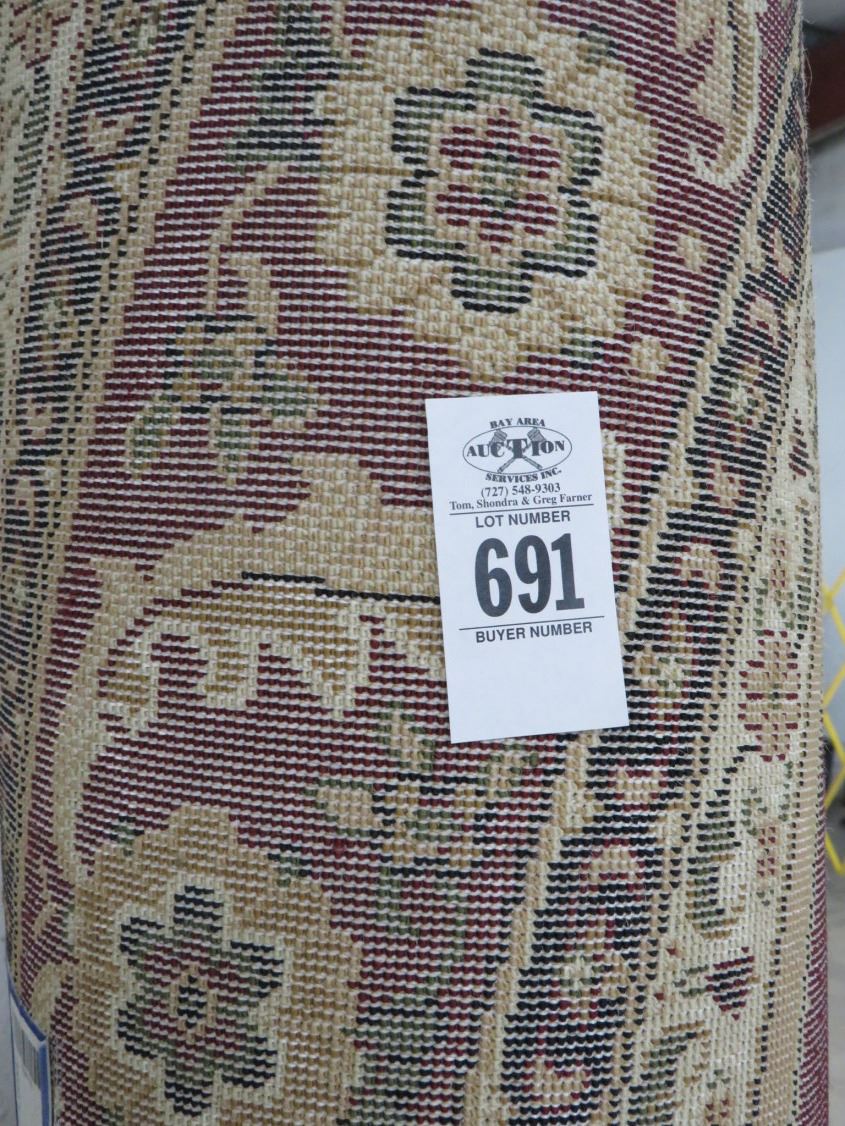 BAY AREA
AUCTION
SERVICES INC.
(727) 548-9303
Tom, Shondra & Greg Farner
LOT NUMBER
691
BUYER NUMBER